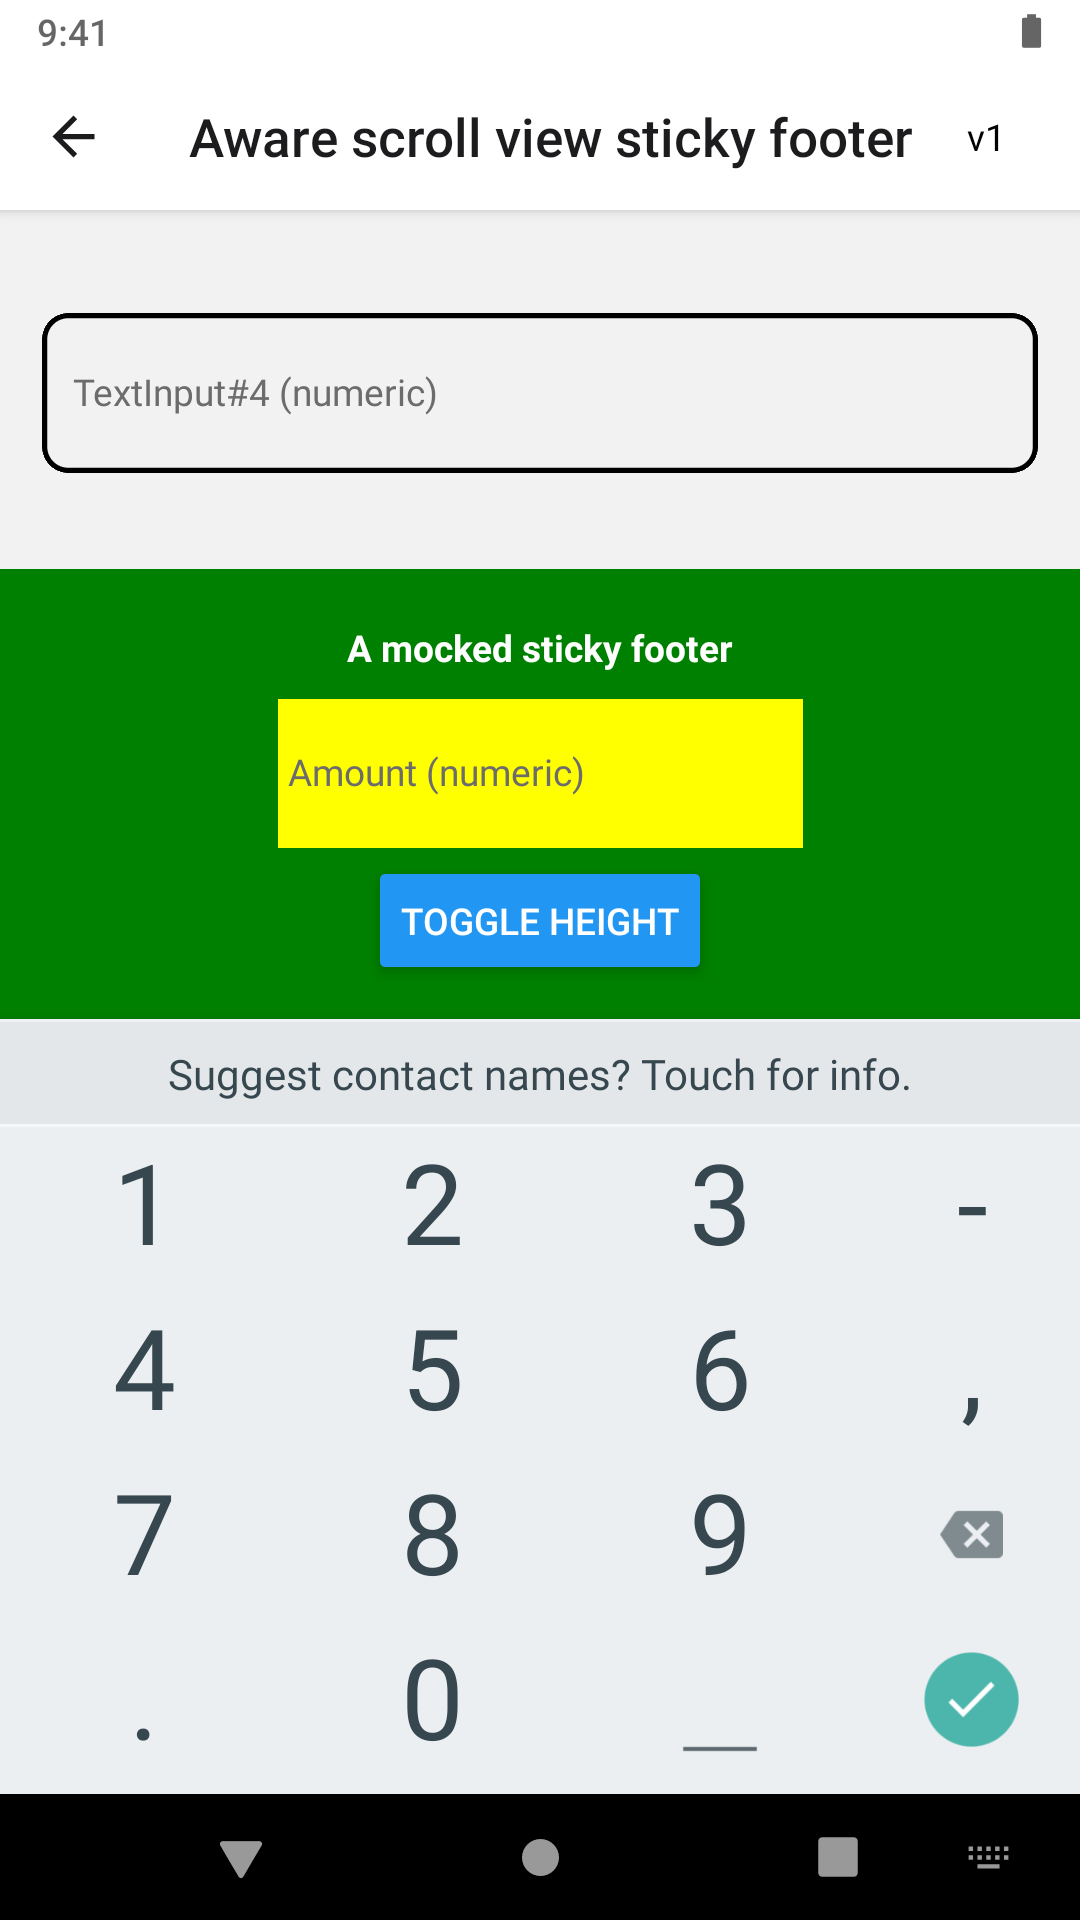 9:41
Aware scroll view sticky footer v1
TextInput#4 (numeric)
A mocked sticky footer
Amount (numeric)
TOGGLE HEIGHT
Suggest contact names? Touch for info.
1 2 3 -
4 5 6 ,
7 8 9
. 0 _